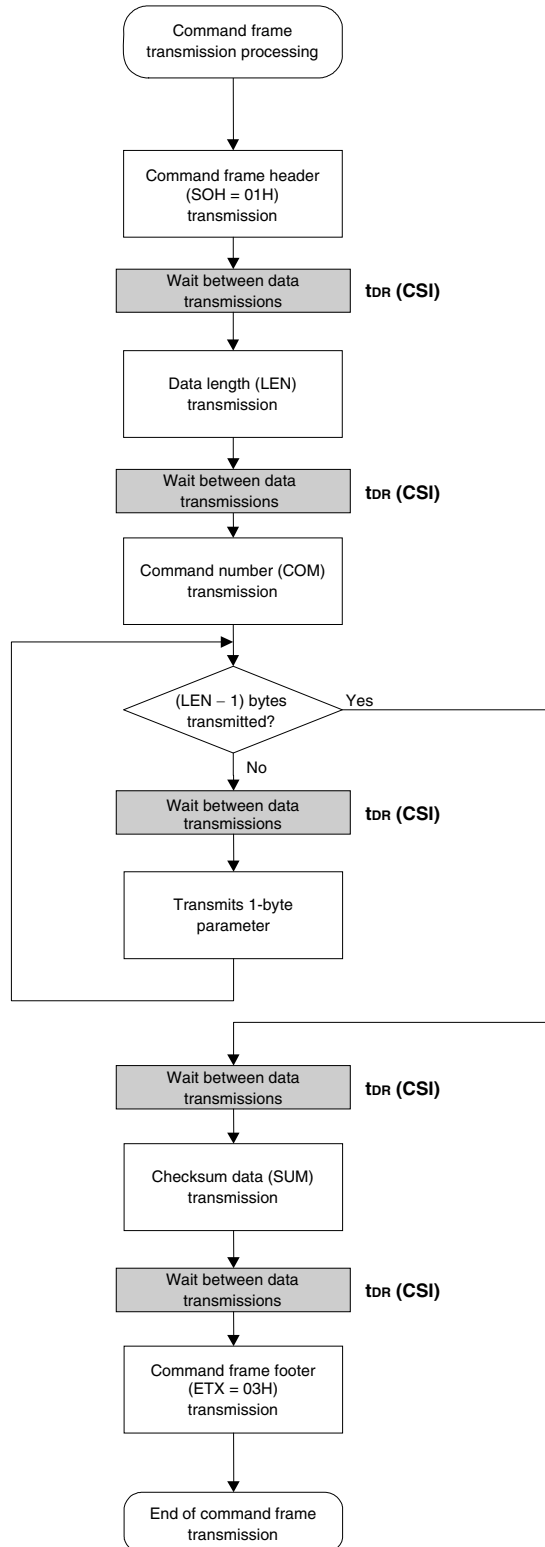 Command frame
transmission processing
Command frame header
(SOH = 01H)
transmission
Wait between data
transmissions
tDR (CSI)
Data length (LEN)
transmission
Wait between data
transmissions
tDR (CSI)
Command number (COM)
transmission
(LEN − 1) bytes
transmitted?
Yes
No
Wait between data
transmissions
tDR (CSI)
Transmits 1-byte
parameter
Wait between data
transmissions
tDR (CSI)
Checksum data (SUM)
transmission
Wait between data
transmissions
tDR (CSI)
Command frame footer
(ETX = 03H)
transmission
End of command frame
transmission